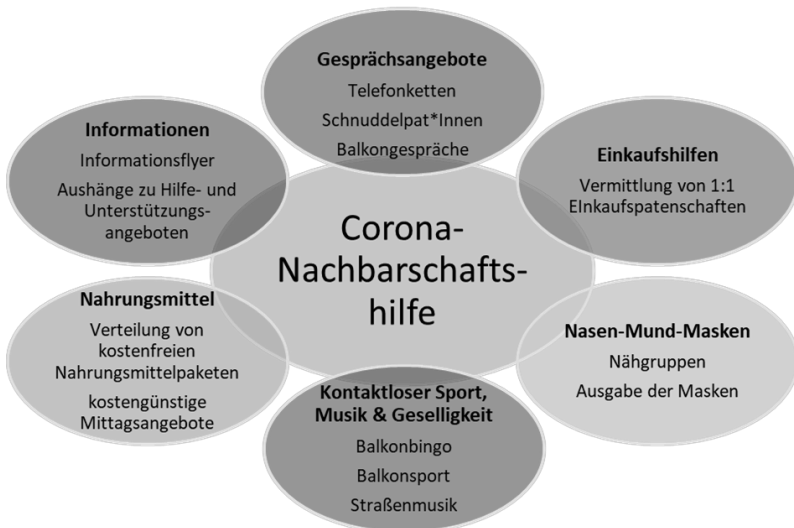 Gesprächsangebote
Telefonketten
Schnuddelpat*Innen
Balkongespräche
Informationen
Informationsflyer
Aushänge zu Hilfe- und
Unterstützungs-
angeboten
Einkaufshilfen
Vermittlung von 1:1
EInkaufspatenschaften
Corona-
Nachbarschafts-
hilfe
Nahrungsmittel
Verteilung von
kostenfreien
Nahrungsmittelpaketen
kostengünstige
Mittagsangebote
Nasen-Mund-Masken
Nähgruppen
Ausgabe der Masken
Kontaktloser Sport,
Musik & Geselligkeit
Balkonbingo
Balkonsport
Straßenmusik